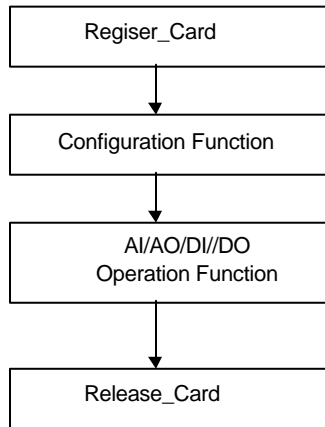 Regiser_Card
Configuration Function
AI/AO/DI//DO
Operation Function
Release_Card